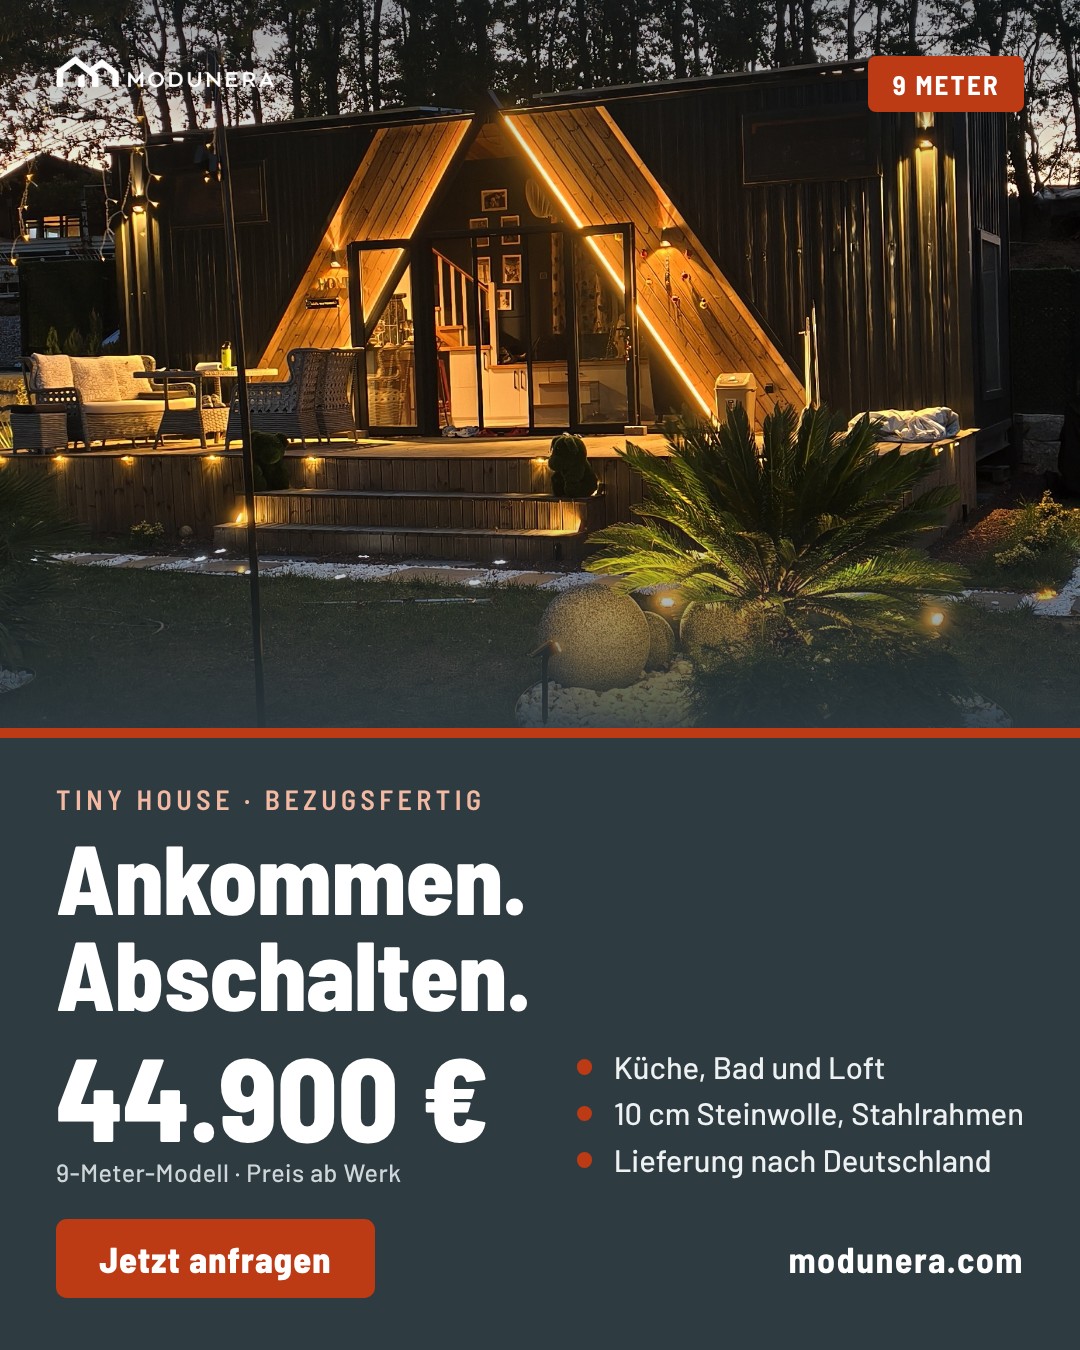 MODUNERA
9 METER
TINY HOUSE · BEZUGSFERTIG
Ankommen.
Abschalten.
44.900 €
9-Meter-Modell · Preis ab Werk
Küche, Bad und Loft
10 cm Steinwolle, Stahlrahmen
Lieferung nach Deutschland
Jetzt anfragen
modunera.com